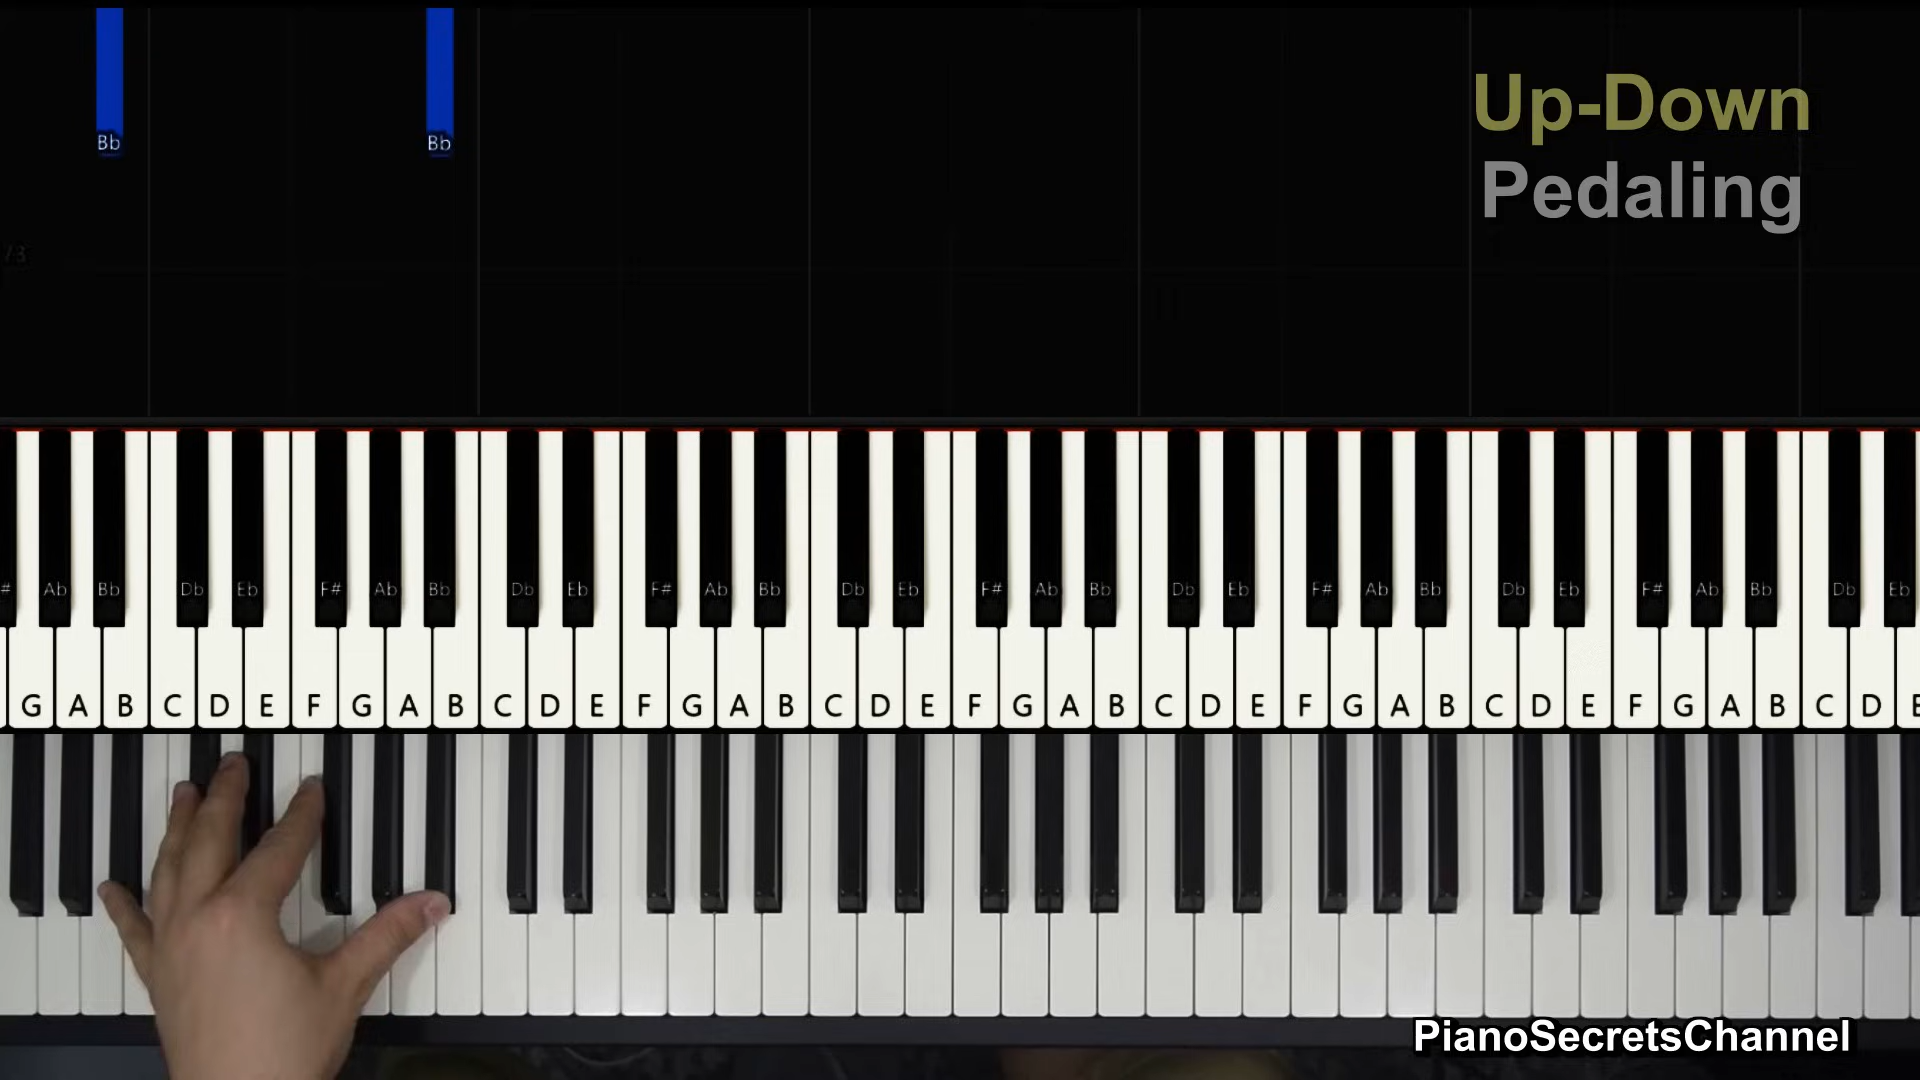 Bb Bb
Up-Down
Pedaling
73
# Ab Bb Db Eb F# Ab Bb Db Eb F# Ab Bb Db Eb F# Ab Bb Db Eb F# Ab Bb Db Eb F# Ab Bb Db Eb
G A B C D E F G A B C D E F G A B C D E F G A B C D E F G A B C D E F G A B C D E
PianoSecretsChannel